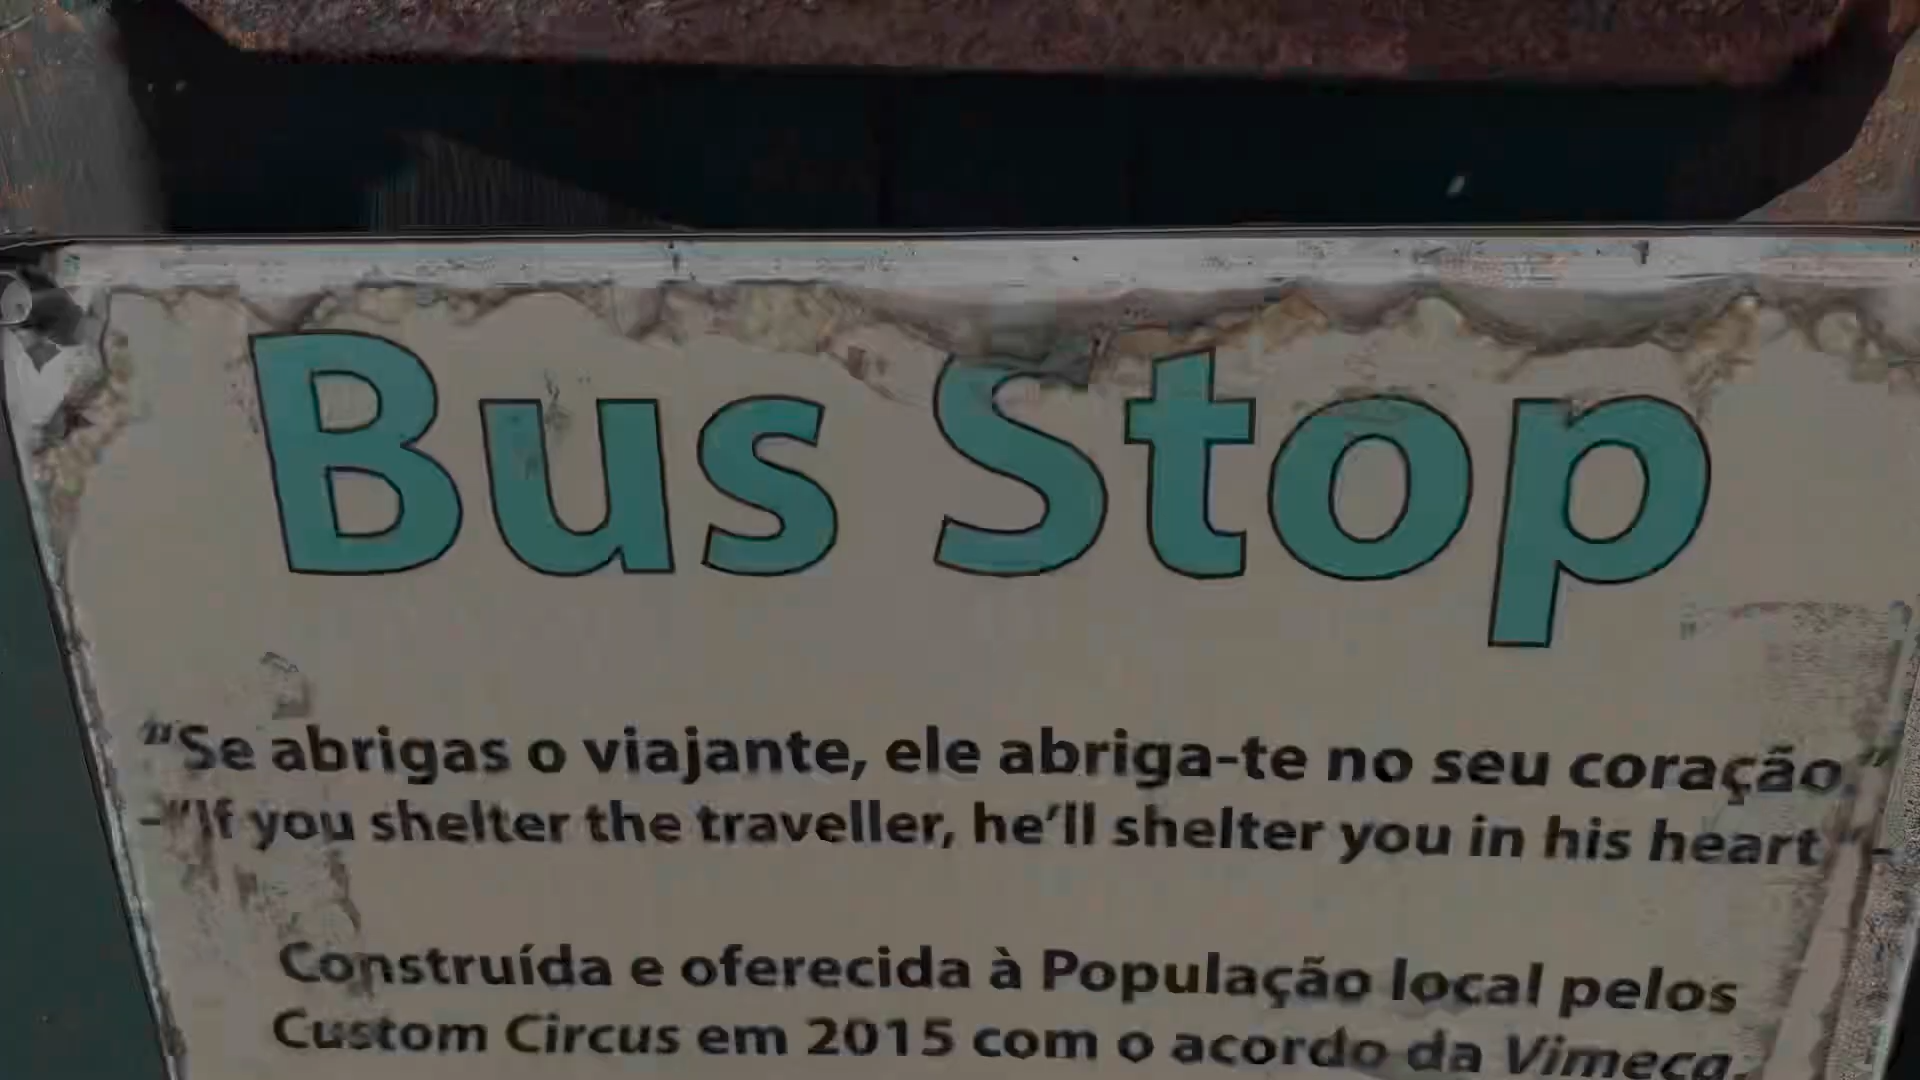 Bus Stop
"Se abrigas o viajante, ele abriga-te no seu coração."
-"If you shelter the traveller, he'll shelter you in his heart"-
Construída e oferecida à População local pelos
Custom Circus em 2015 com o acordo da Vimeca.